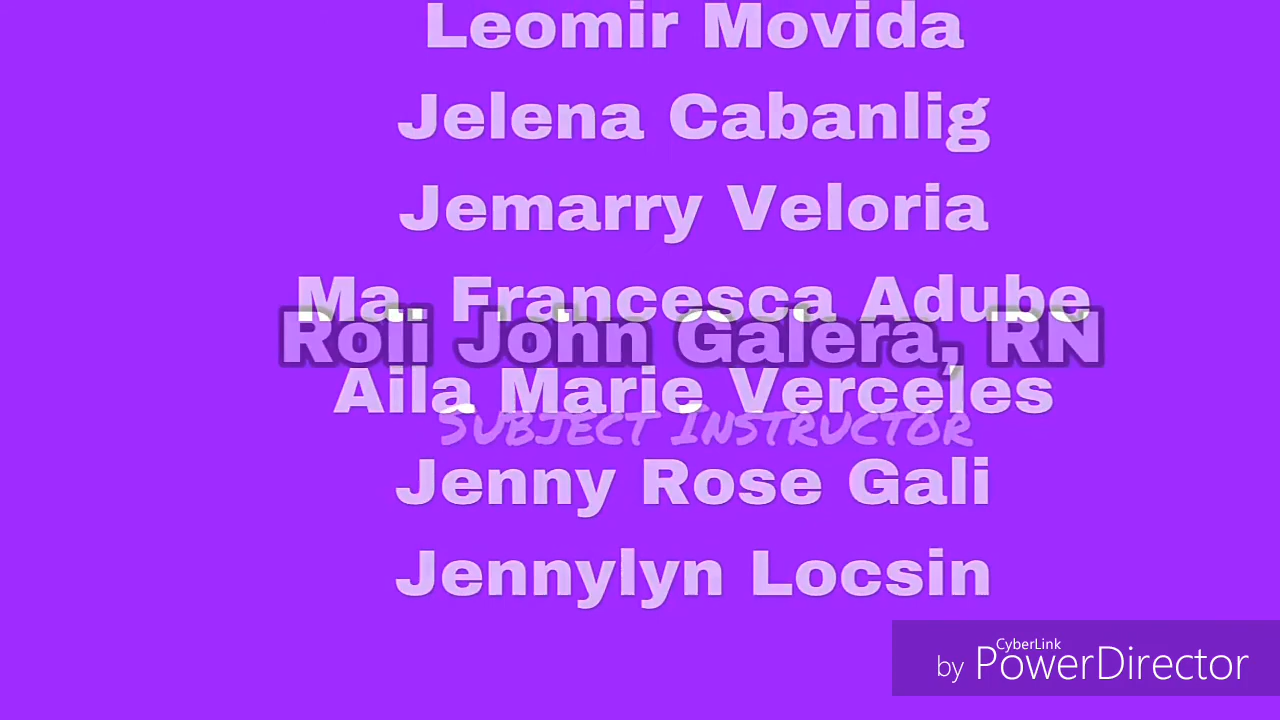 Leomir Movida
Jelena Cabanlig
Jemarry Veloria
Ma. Francesca Adube
Roli John Galera, RN
Aila Marie Verceles
Subject Instructor
Jenny Rose Gali
Jennylyn Locsin
CyberLink
by PowerDirector